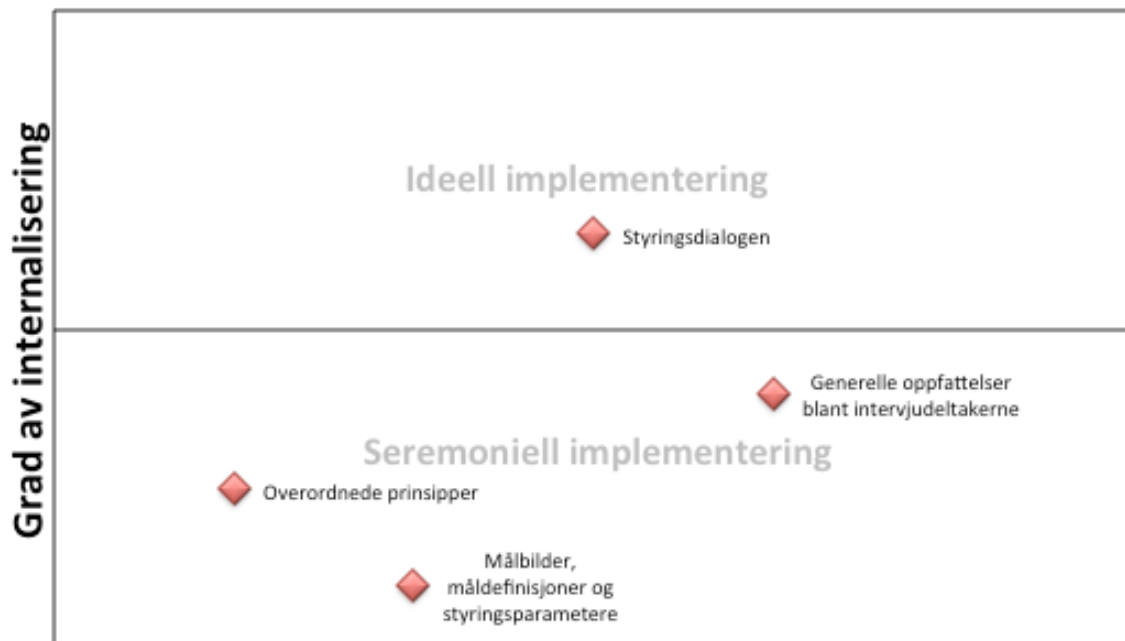 Grad av internalisering
Ideell implementering
Styringsdialogen
Generelle oppfattelser
blant intervjudeltakerne
Seremoniell implementering
Overordnede prinsipper
Målbilder,
måldefinisjoner og
styringsparametere